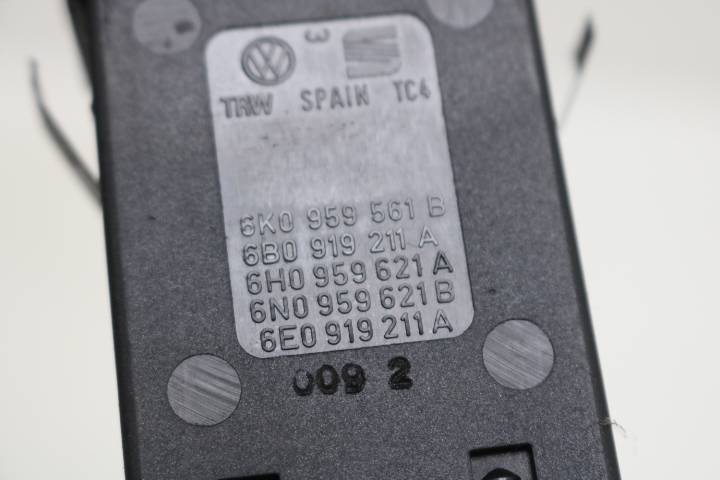 3
TRW SPAIN TC4
6K0 959 561 B
6B0 919 211 A
6H0 959 621 A
6N0 959 621 B
6E0 919 211 A
009 2